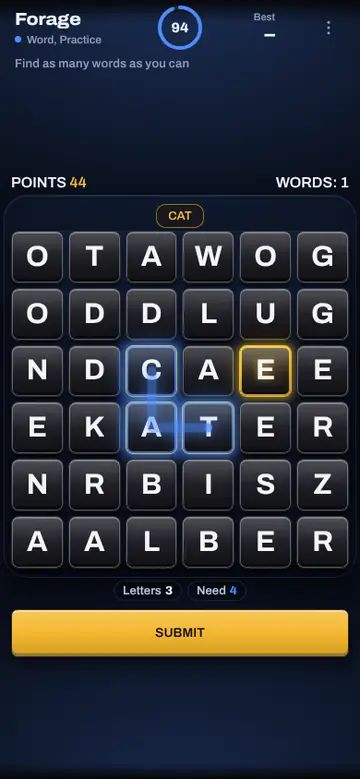 Forage
94
Best
Word, Practice
–
Find as many words as you can
POINTS 44
WORDS: 1
CAT
O T A W O G
O D D L U G
N D C A E E
E K A T E R
N R B I S Z
A A L B E R
Letters 3
Need 4
SUBMIT